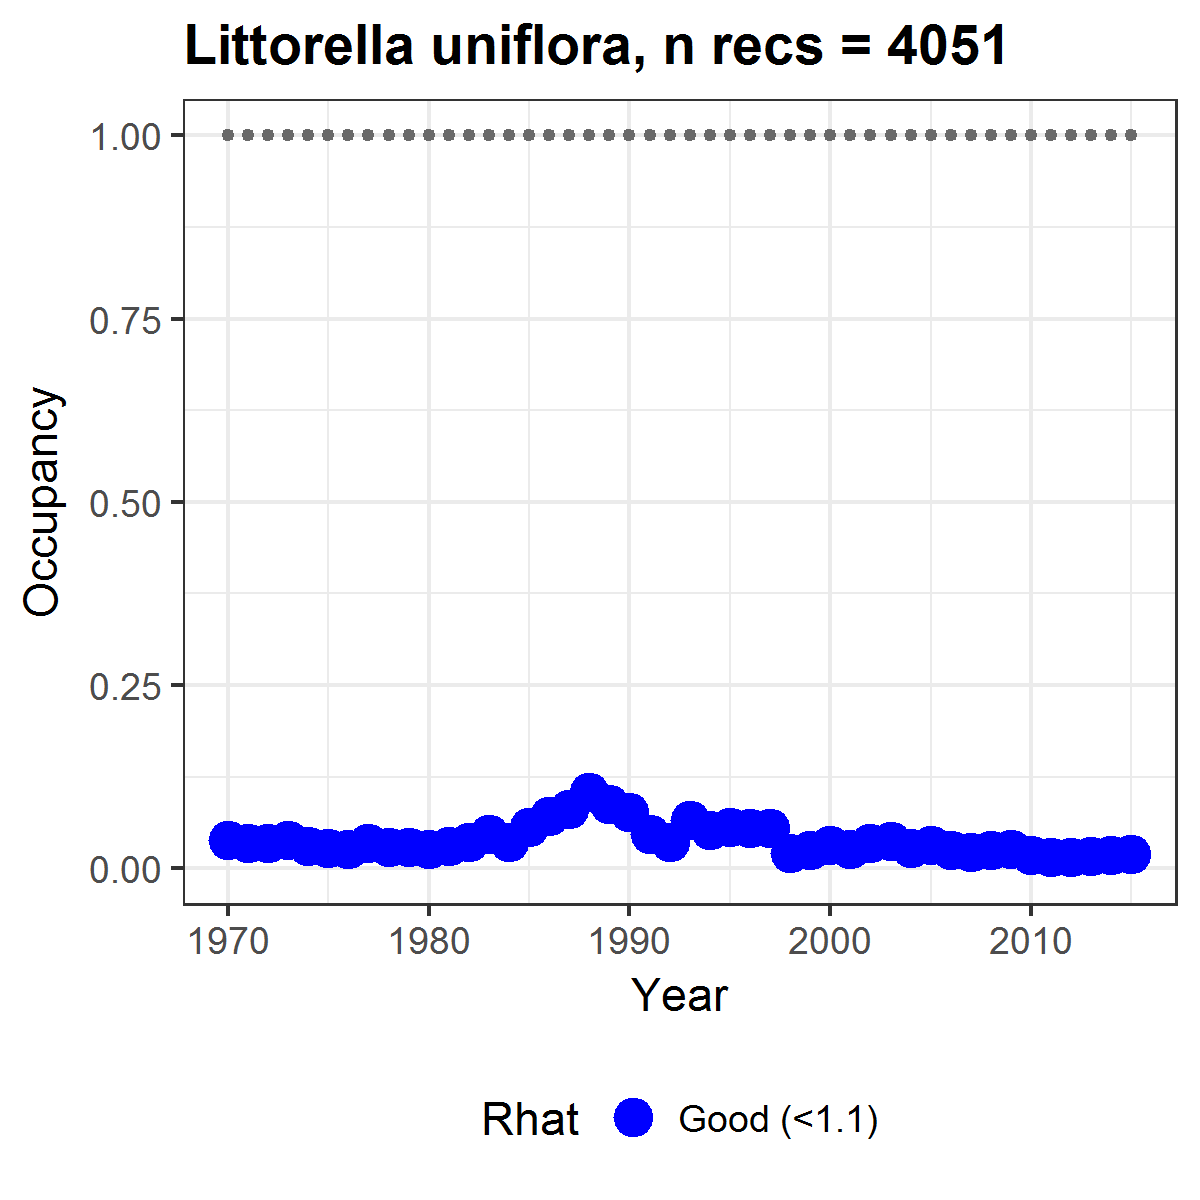 Littorella uniflora, n recs = 4051
1.00
0.75
0.50
0.25
0.00
Occupancy
1970 1980 1990 2000 2010
Year
Rhat Good (<1.1)